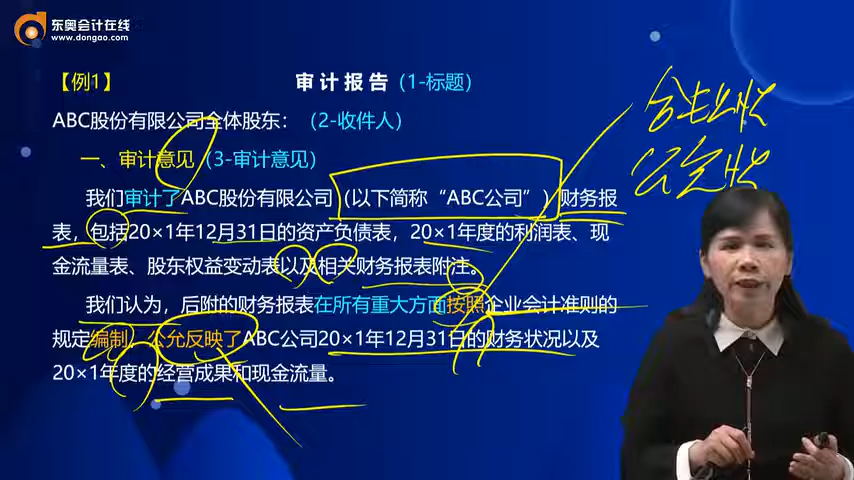 东奥会计在线
www.dongao.com
【例1】 审计报告（1-标题）
ABC股份有限公司全体股东：（2-收件人）
一、审计意见（3-审计意见）
我们审计了ABC股份有限公司（以下简称“ABC公司”）财务报
表，包括20×1年12月31日的资产负债表，20×1年度的利润表、现
金流量表、股东权益变动表以及相关财务报表附注。
我们认为，后附的财务报表在所有重大方面按照企业会计准则的
规定编制，公允反映了ABC公司20×1年12月31日的财务状况以及
20×1年度的经营成果和现金流量。